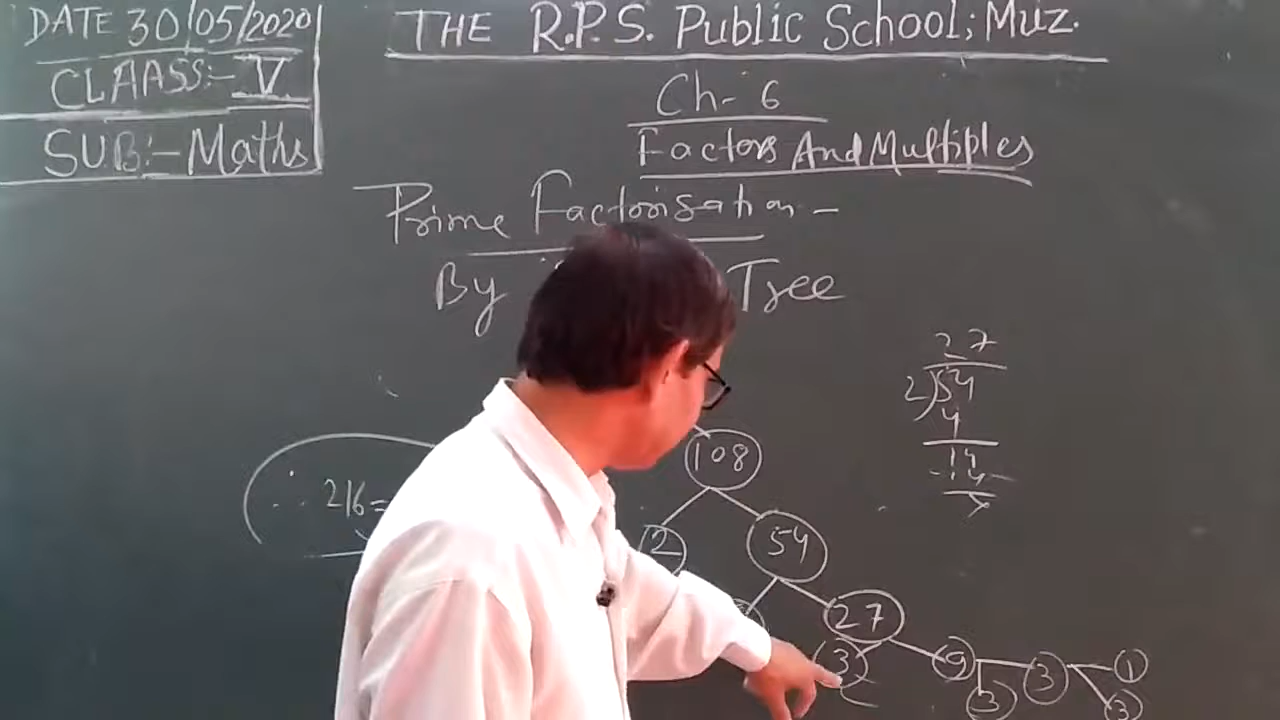 DATE 30/05/2020
CLAASS:- V
SUB:- Maths
THE R.P.S. Public School; Muz.
Ch- 6
Factors And Multiples
Prime Factorisation -
By Tree
27
2)54
4
14
14
x
∴ 216=
108
2 54
27
3 9 3 1
3 3